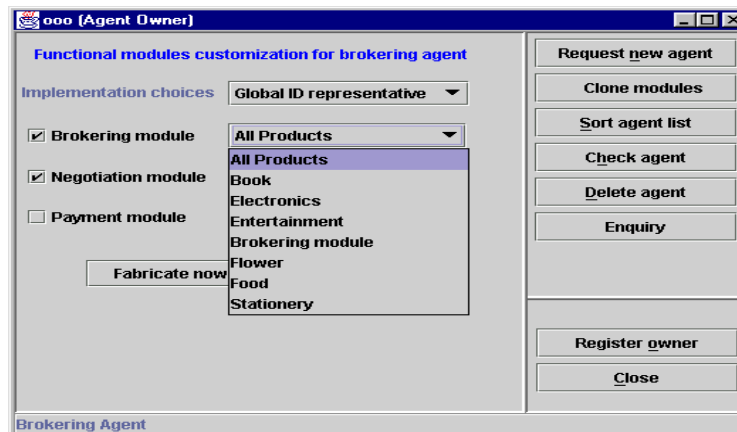 ooo (Agent Owner)
Functional modules customization for brokering agent
Implementation choices Global ID representative
Brokering module All Products
All Products
Negotiation module
Book
Electronics
Payment module
Entertainment
Brokering module
Flower
Fabricate now
Food
Stationery
Request new agent
Clone modules
Sort agent list
Check agent
Delete agent
Enquiry
Register owner
Close
Brokering Agent